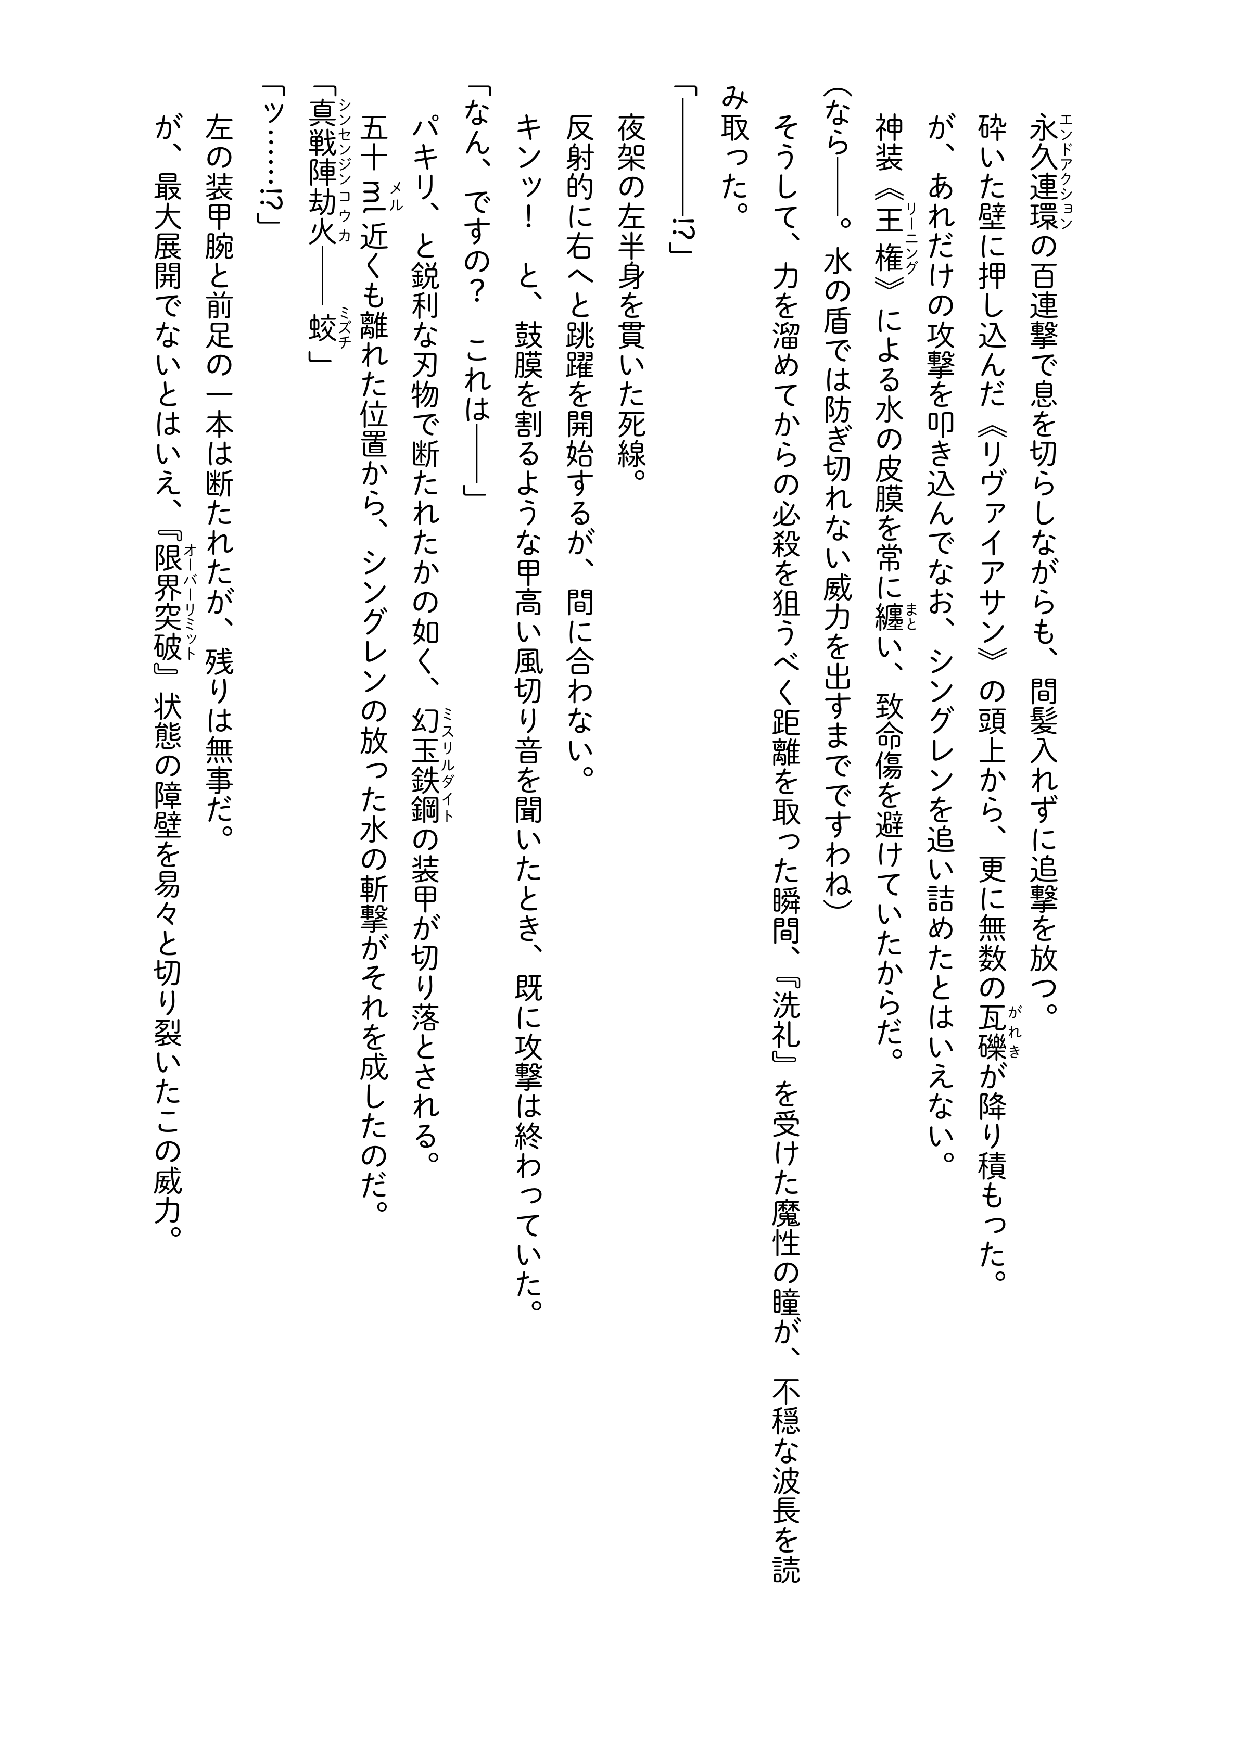 永久連環の百連撃で息を切らしながらも、間髪入れずに追撃を放つ。
砕いた壁に押し込んだ《リヴァイアサン》の頭上から、更に無数の瓦礫が降り積もった。
が、あれだけの攻撃を叩き込んでなお、シングレンを追い詰めたとはいえない。
神装《王権》による水の皮膜を常に纏い、致命傷を避けていたからだ。
（なら――。水の盾では防ぎ切れない威力を出すまでですわね）
そうして、力を溜めてからの必殺を狙うべく距離を取った瞬間、『洗礼』を受けた魔性の瞳が、不穏な波長を読
み取った。
「――――!?」
夜架の左半身を貫いた死線。
反射的に右へと跳躍を開始するが、間に合わない。
キンッ！　と、鼓膜を割るような甲高い風切り音を聞いたとき、既に攻撃は終わっていた。
「なん、ですの？　これは――」
パキリ、と鋭利な刃物で断たれたかの如く、幻玉鉄鋼の装甲が切り落とされる。
五十ml近くも離れた位置から、シングレンの放った水の斬撃がそれを成したのだ。
「真戦陣劫火――蛟」
「ッ……!?」
左の装甲腕と前足の一本は断たれたが、残りは無事だ。
が、最大展開でないとはいえ、『限界突破』状態の障壁を易々と切り裂いたこの威力。
エンドアクション
がれき
リーニング
まと
ミスリルダイト
メル
シンセンジンコウカ
ミズチ
オーバーリミット